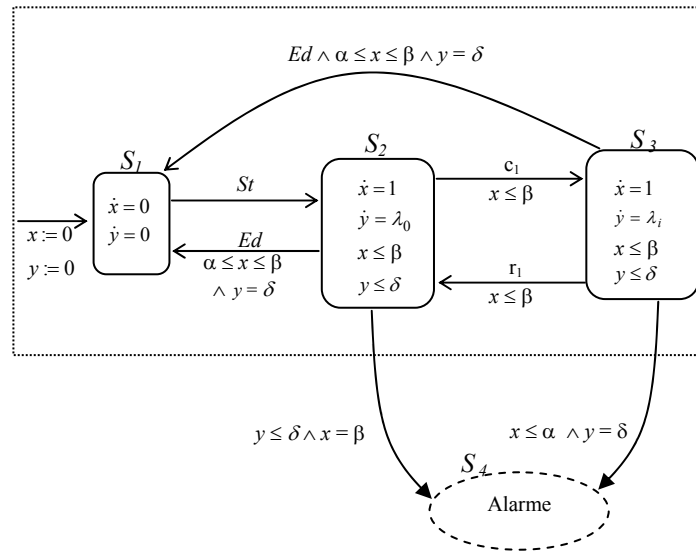 Ed ∧ α ≤ x ≤ β ∧ y = δ
S₁
S₂
S₃
ẋ = 0
ẏ = 0
St
ẋ = 1
ẏ = λ₀
x ≤ β
y ≤ δ
c₁
x ≤ β
ẋ = 1
ẏ = λᵢ
x ≤ β
y ≤ δ
x := 0
y := 0
Ed
α ≤ x ≤ β
∧ y = δ
r₁
x ≤ β
y ≤ δ ∧ x = β
x ≤ α ∧ y = δ
S₄
Alarme